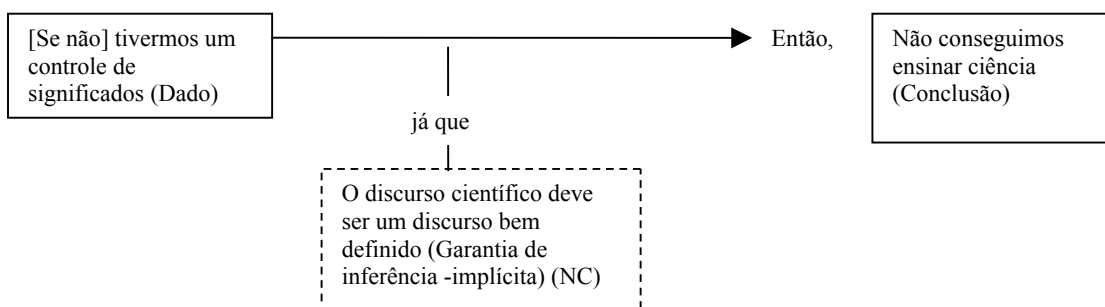 [Se não] tivermos um
controle de
significados (Dado)
Então,
Não conseguimos
ensinar ciência
(Conclusão)
já que
O discurso científico deve
ser um discurso bem
definido (Garantia de
inferência -implícita) (NC)